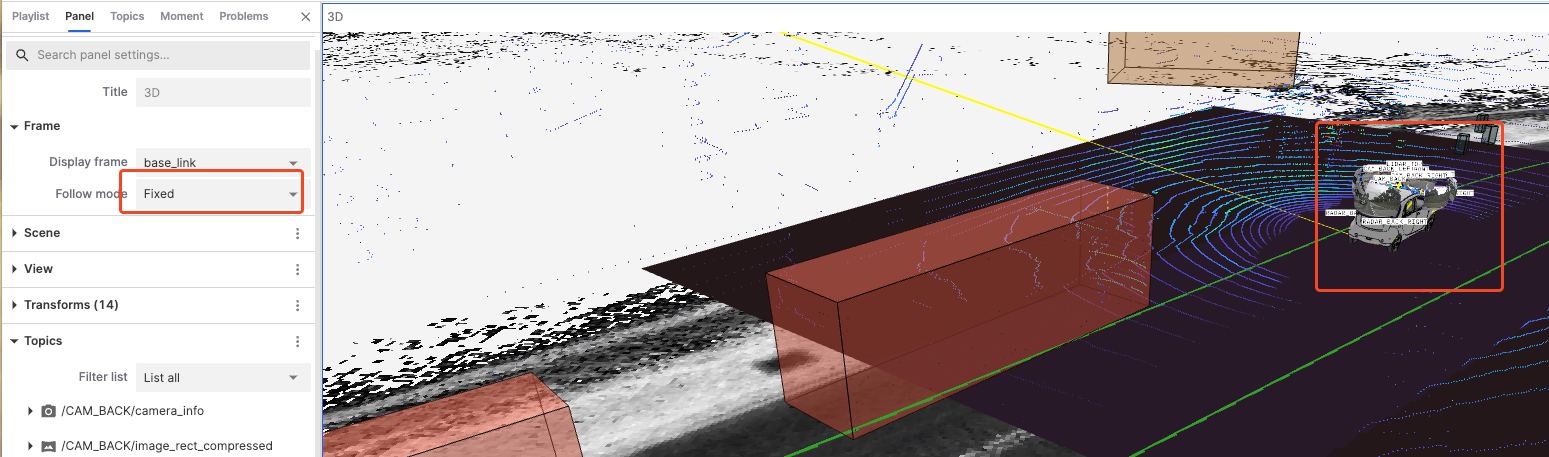 Playlist Panel Topics Moment Problems
Search panel settings...
Title 3D
Frame
Display frame base_link
Follow mode Fixed
Scene
View
Transforms (14)
Topics
Filter list List all
/CAM_BACK/camera_info
/CAM_BACK/image_rect_compressed
3D
RADAR_BACK_RIGHT